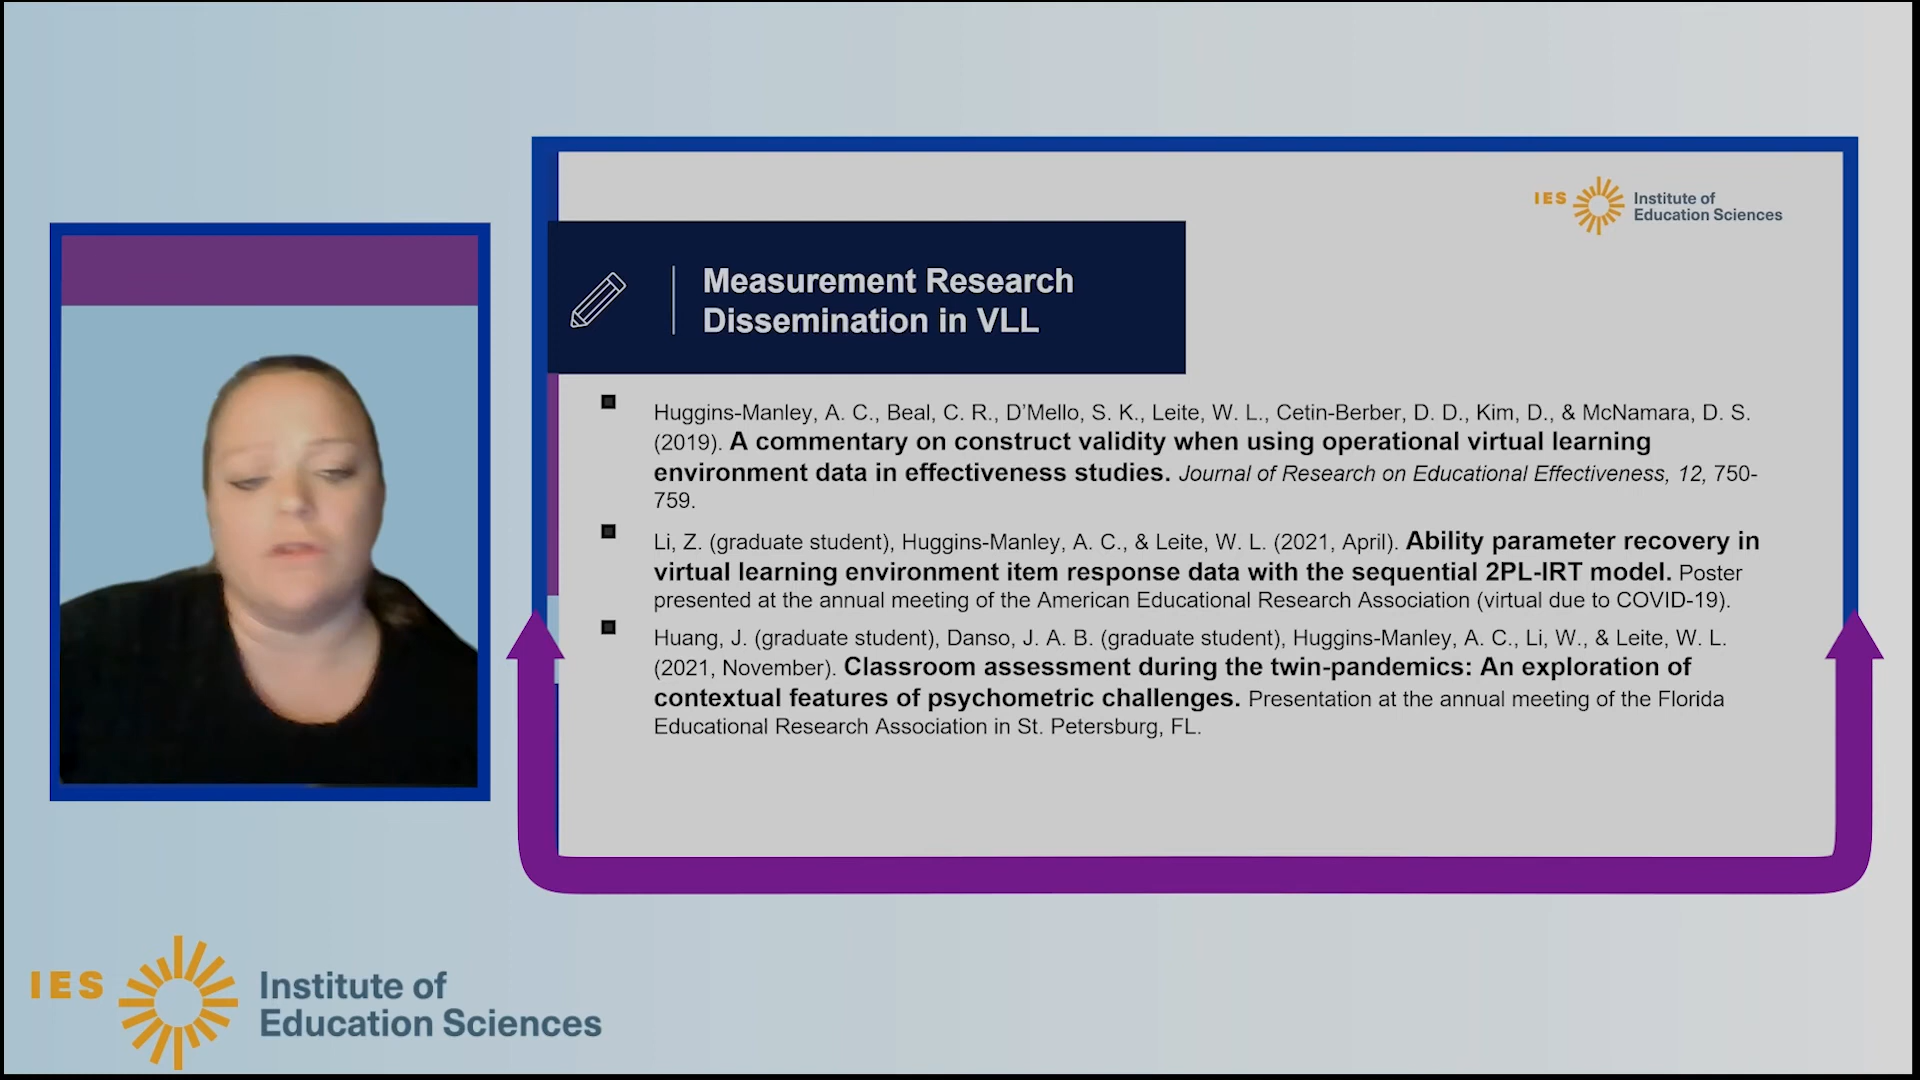 IES
Institute of
Education Sciences
Measurement Research
Dissemination in VLL
Huggins-Manley, A. C., Beal, C. R., D’Mello, S. K., Leite, W. L., Cetin-Berber, D. D., Kim, D., & McNamara, D. S.
(2019). A commentary on construct validity when using operational virtual learning
environment data in effectiveness studies. Journal of Research on Educational Effectiveness, 12, 750-
759.
Li, Z. (graduate student), Huggins-Manley, A. C., & Leite, W. L. (2021, April). Ability parameter recovery in
virtual learning environment item response data with the sequential 2PL-IRT model. Poster
presented at the annual meeting of the American Educational Research Association (virtual due to COVID-19).
Huang, J. (graduate student), Danso, J. A. B. (graduate student), Huggins-Manley, A. C., Li, W., & Leite, W. L.
(2021, November). Classroom assessment during the twin-pandemics: An exploration of
contextual features of psychometric challenges. Presentation at the annual meeting of the Florida
Educational Research Association in St. Petersburg, FL.
IES
Institute of
Education Sciences